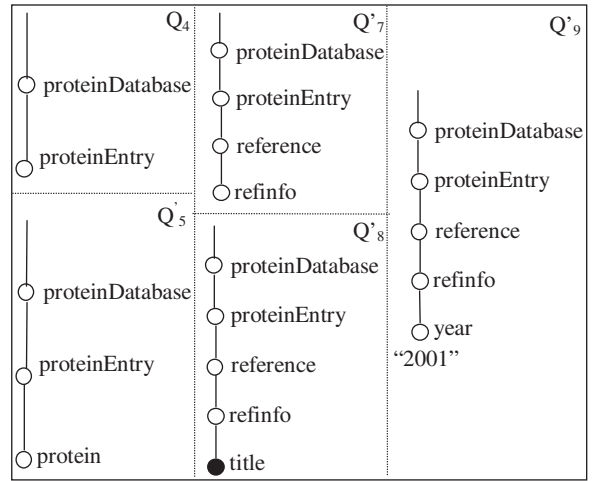 Q4
proteinDatabase
proteinEntry
Q'5
proteinDatabase
proteinEntry
protein
Q'7
proteinDatabase
proteinEntry
reference
refinfo
Q'8
proteinDatabase
proteinEntry
reference
refinfo
title
Q'9
proteinDatabase
proteinEntry
reference
refinfo
year
“2001”